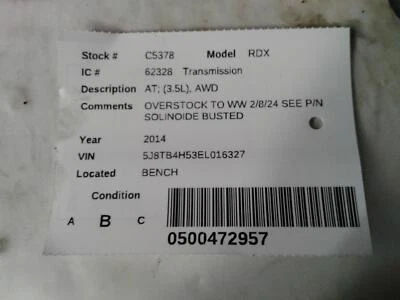 Stock # C5378 Model RDX
IC # 62328 Transmission
Description AT; (3.5L), AWD
Comments OVERSTOCK TO WW 2/8/24 SEE P/N
SOLINOIDE BUSTED
Year 2014
VIN 5J8TB4H53EL016327
Located BENCH
Condition
A B C
0500472957